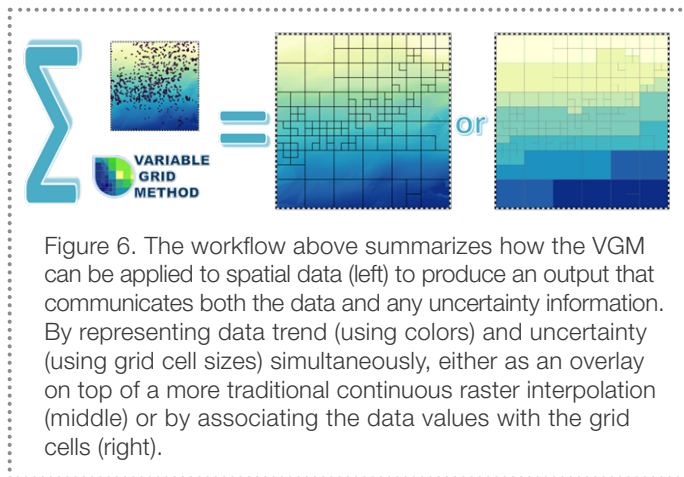 VARIABLE
GRID
METHOD
or
Figure 6. The workflow above summarizes how the VGM
can be applied to spatial data (left) to produce an output that
communicates both the data and any uncertainty information.
By representing data trend (using colors) and uncertainty
(using grid cell sizes) simultaneously, either as an overlay
on top of a more traditional continuous raster interpolation
(middle) or by associating the data values with the grid
cells (right).